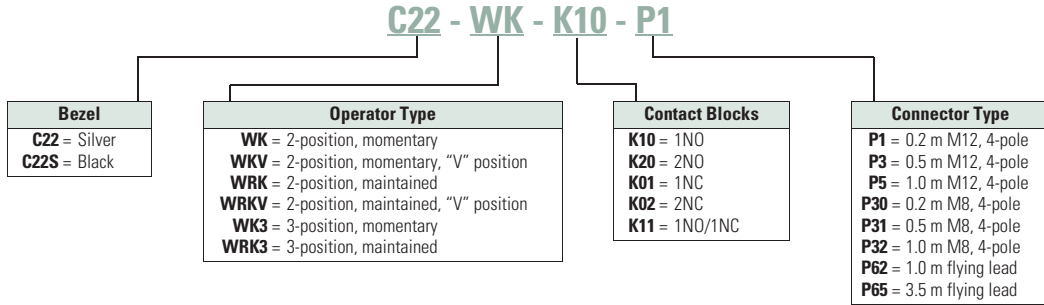 C22 - WK - K10 - P1
Bezel
C22 = Silver
C22S = Black
Operator Type
WK = 2-position, momentary
WKV = 2-position, momentary, “V” position
WRK = 2-position, maintained
WRKV = 2-position, maintained, “V” position
WK3 = 3-position, momentary
WRK3 = 3-position, maintained
Contact Blocks
K10 = 1NO
K20 = 2NO
K01 = 1NC
K02 = 2NC
K11 = 1NO/1NC
Connector Type
P1 = 0.2 m M12, 4-pole
P3 = 0.5 m M12, 4-pole
P5 = 1.0 m M12, 4-pole
P30 = 0.2 m M8, 4-pole
P31 = 0.5 m M8, 4-pole
P32 = 1.0 m M8, 4-pole
P62 = 1.0 m flying lead
P65 = 3.5 m flying lead